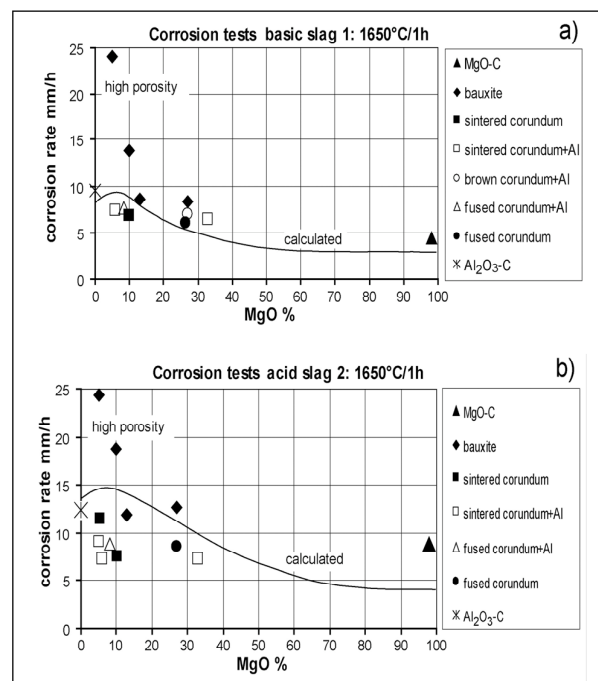 Corrosion tests basic slag 1: 1650°C/1h
a)
corrosion rate mm/h
25
20
15
10
5
0
high porosity
calculated
0 10 20 30 40 50 60 70 80 90 100
MgO %
MgO-C
bauxite
sintered corundum
sintered corundum+Al
brown corundum+Al
fused corundum+Al
fused corundum
Al₂O₃-C
Corrosion tests acid slag 2: 1650°C/1h
b)
corrosion rate mm/h
25
20
15
10
5
0
high porosity
calculated
0 10 20 30 40 50 60 70 80 90 100
MgO %
MgO-C
bauxite
sintered corundum
sintered corundum+Al
fused corundum+Al
fused corundum
Al₂O₃-C